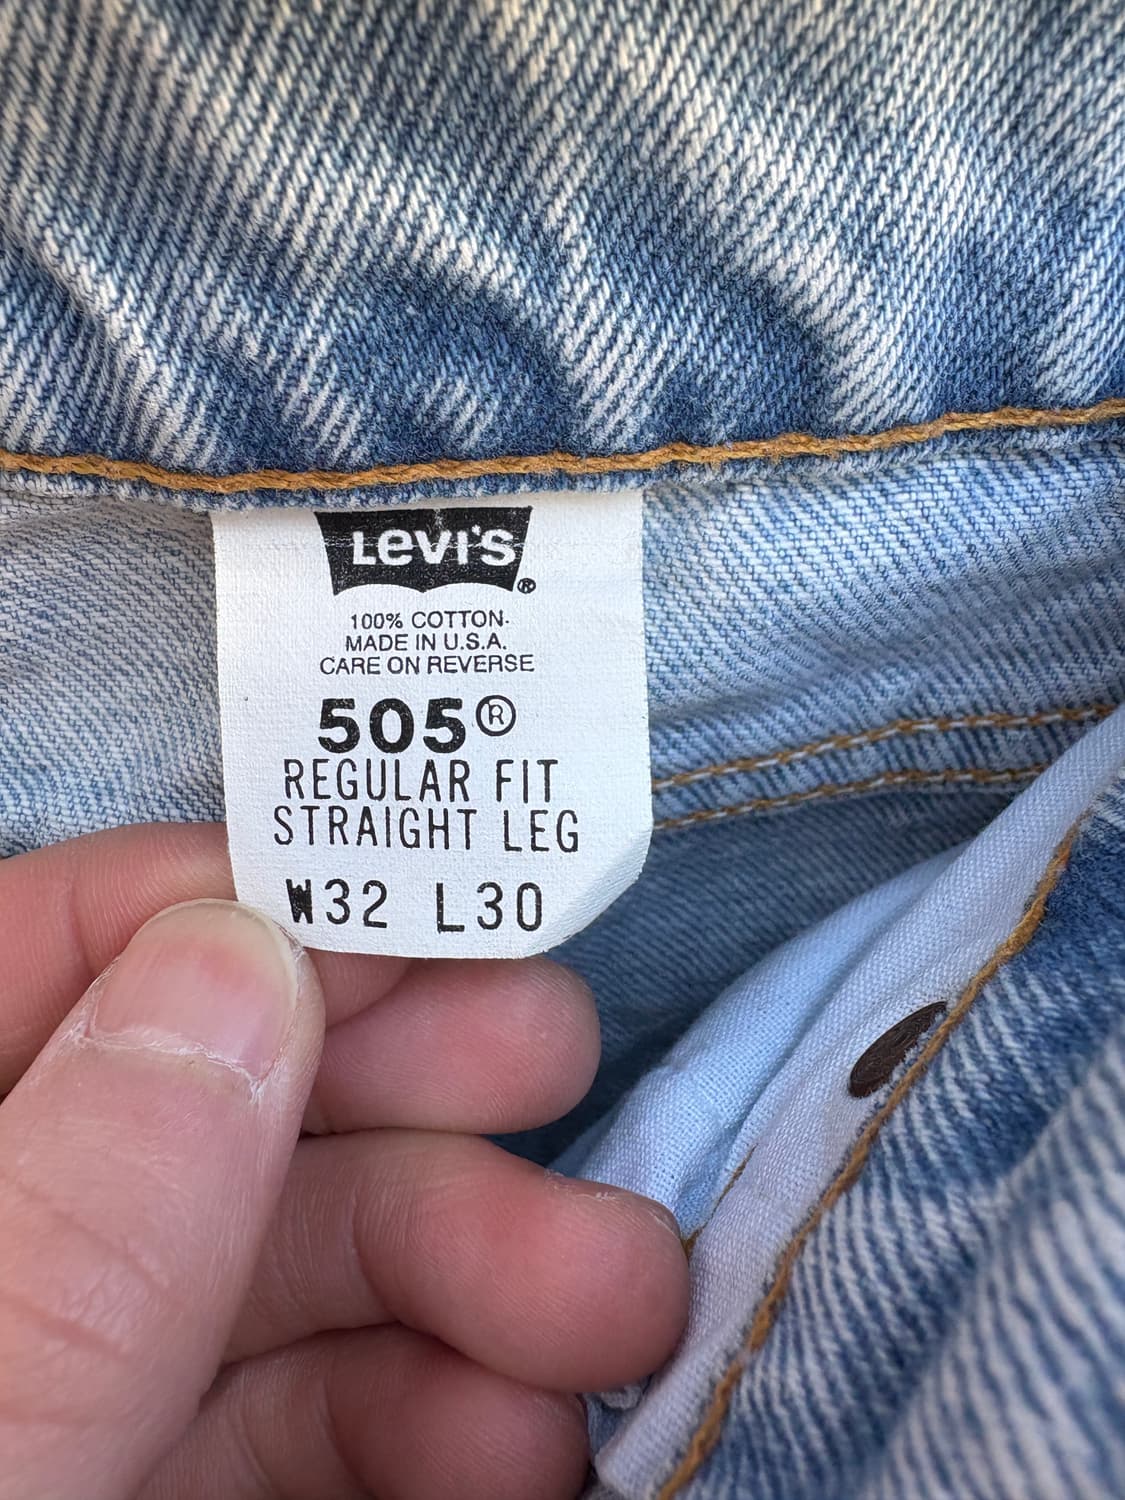 Levi's®
100% COTTON.
MADE IN U.S.A.
CARE ON REVERSE
505®
REGULAR FIT
STRAIGHT LEG
W32 L30